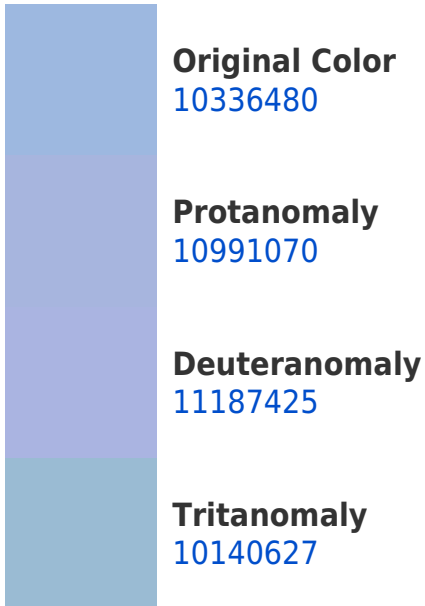 Original Color
10336480
Protanomaly
10991070
Deuteranomaly
11187425
Tritanomaly
10140627